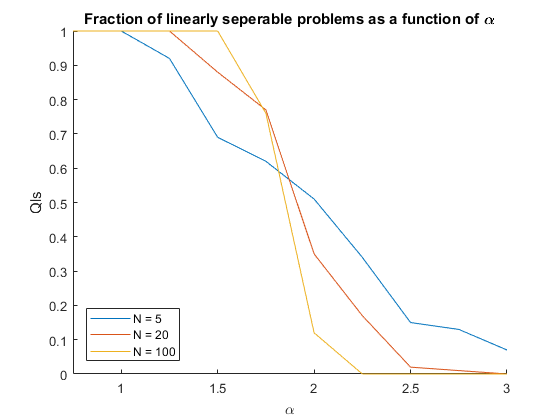 Fraction of linearly seperable problems as a function of α
Qls
1
0.9
0.8
0.7
0.6
0.5
0.4
0.3
0.2
0.1
0
N = 5
N = 20
N = 100
1
1.5
2
2.5
3
α